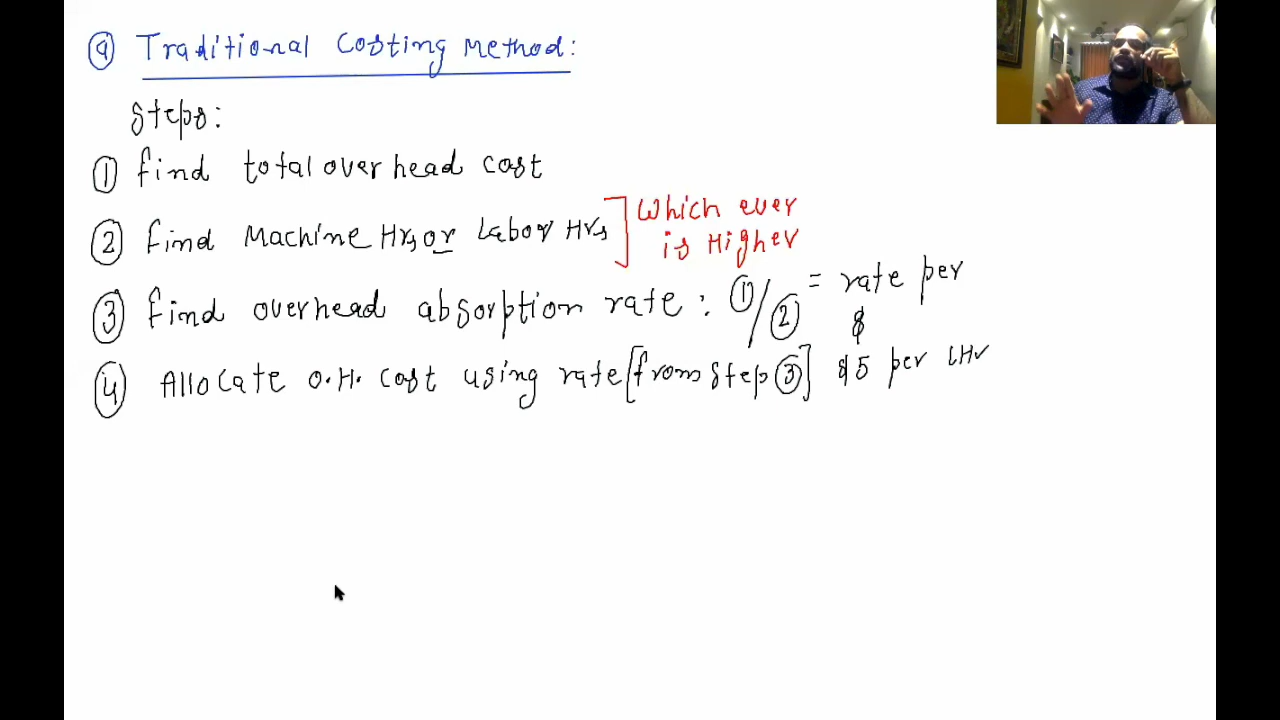 ⓐ Traditional Costing Method:
Steps:
① find total over head cost
② find Machine Hrs or Labor Hrs ] Which ever is Higher
③ find overhead absorption rate : ①/② = rate per $
④ Allocate O.H. cost using rate [from step ③] $5 per LHr